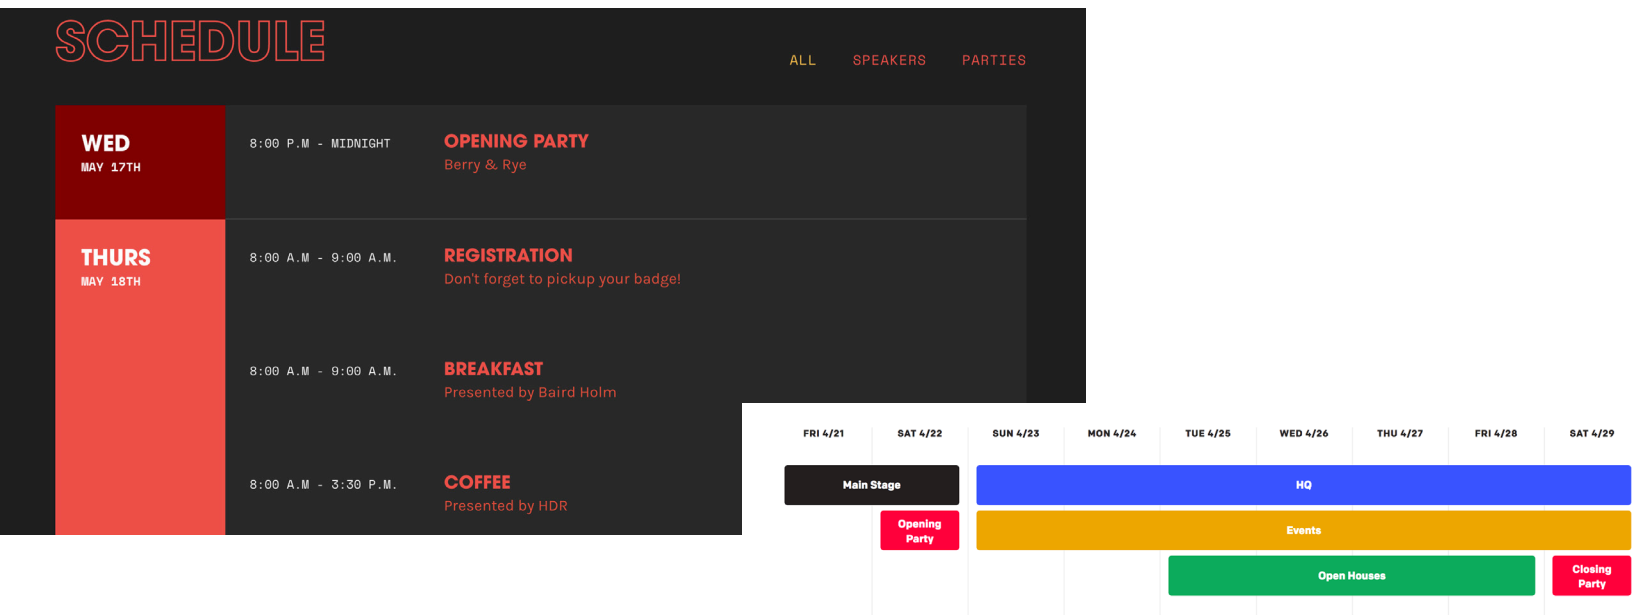 SCHEDULE
ALL SPEAKERS PARTIES
WED
MAY 17TH
8:00 P.M - MIDNIGHT
OPENING PARTY
Berry & Rye
THURS
MAY 18TH
8:00 A.M - 9:00 A.M.
REGISTRATION
Don't forget to pickup your badge!
8:00 A.M - 9:00 A.M.
BREAKFAST
Presented by Baird Holm
8:00 A.M - 3:30 P.M.
COFFEE
Presented by HDR
FRI 4/21 SAT 4/22 SUN 4/23 MON 4/24 TUE 4/25 WED 4/26 THU 4/27 FRI 4/28 SAT 4/29
Main Stage
HQ
Opening
Party
Events
Open Houses
Closing
Party